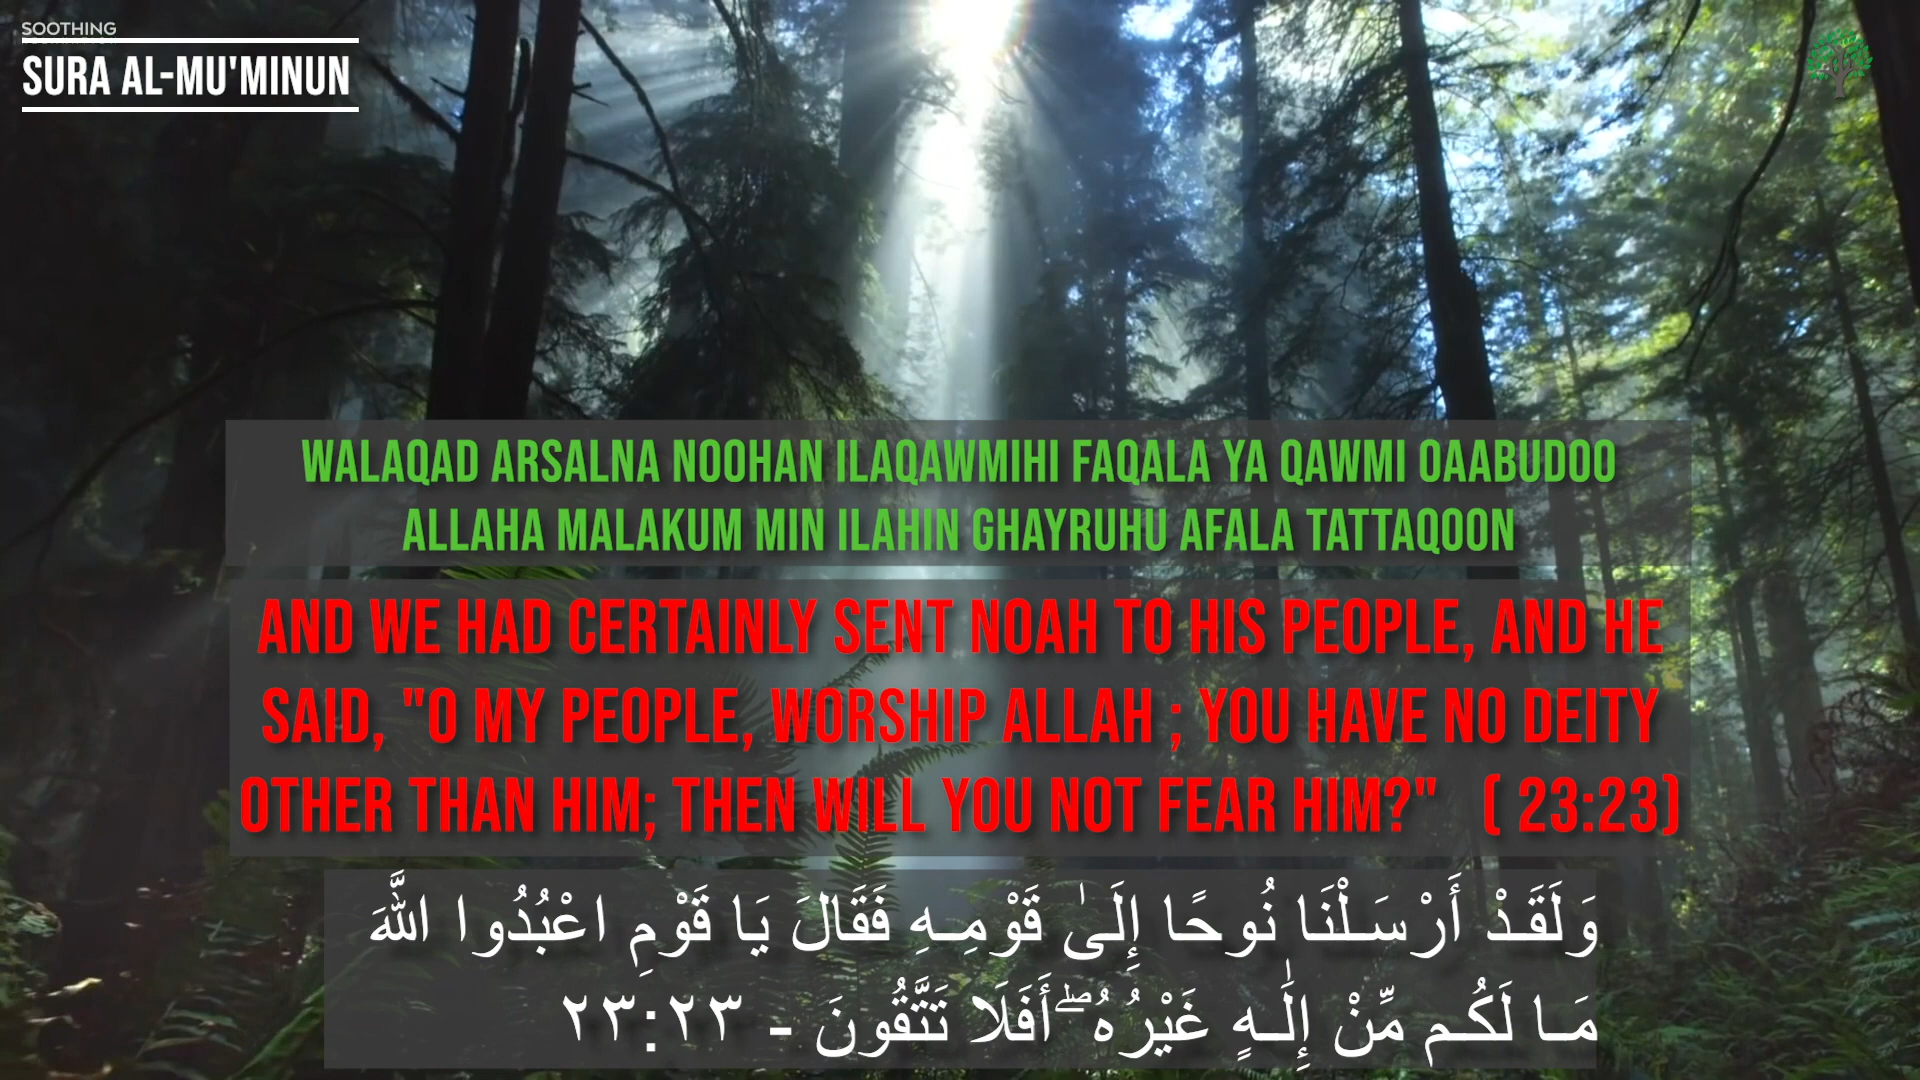 SOOTHING
SURA AL-MU'MINUN
WALAQAD ARSALNA NOOHAN ILAQAWMIHI FAQALA YA QAWMI OAABUDOO
ALLAHA MALAKUM MIN ILAHIN GHAYRUHU AFALA TATTAQOON
AND WE HAD CERTAINLY SENT NOAH TO HIS PEOPLE, AND HE
SAID, "O MY PEOPLE, WORSHIP ALLAH ; YOU HAVE NO DEITY
OTHER THAN HIM; THEN WILL YOU NOT FEAR HIM?" ( 23:23)
وَلَقَدْ أَرْسَلْنَا نُوحًا إِلَىٰ قَوْمِهِ فَقَالَ يَا قَوْمِ اعْبُدُوا اللَّهَ
مَا لَكُم مِّنْ إِلَٰهٍ غَيْرُهُ ۖ أَفَلَا تَتَّقُونَ - ٢٣:٢٣